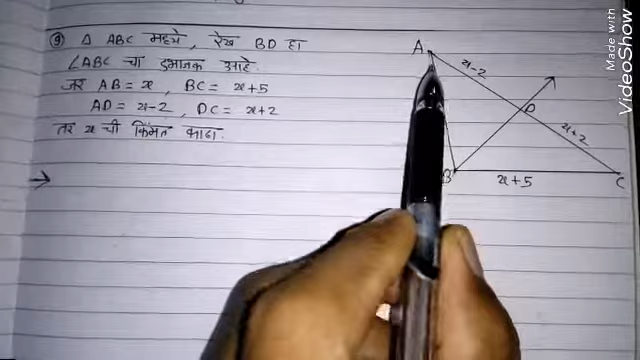 ③ Δ ABC मध्ये, रेख BD हा
∠ABC चा दुभाजक आहे.
जर AB = x, BC = x+5
AD = x-2, DC = x+2
तर x ची किंमत काढा.
A
x-2
D
x+2
B
x+5
C
Made with
VideoShow